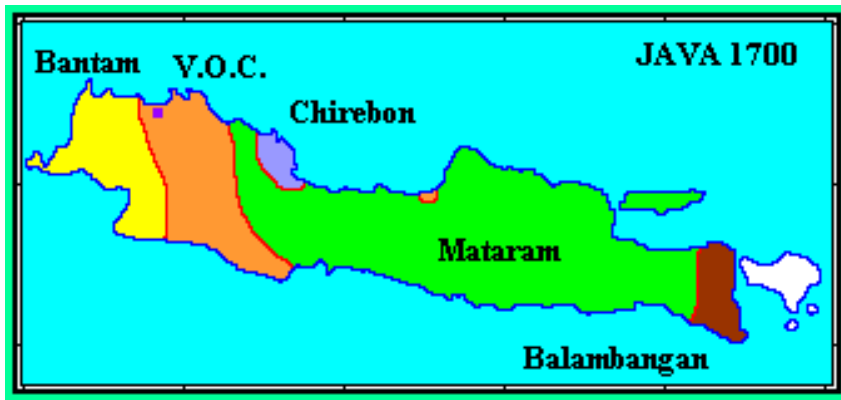 JAVA 1700
Bantam
V.O.C.
Chirebon
Mataram
Balambangan